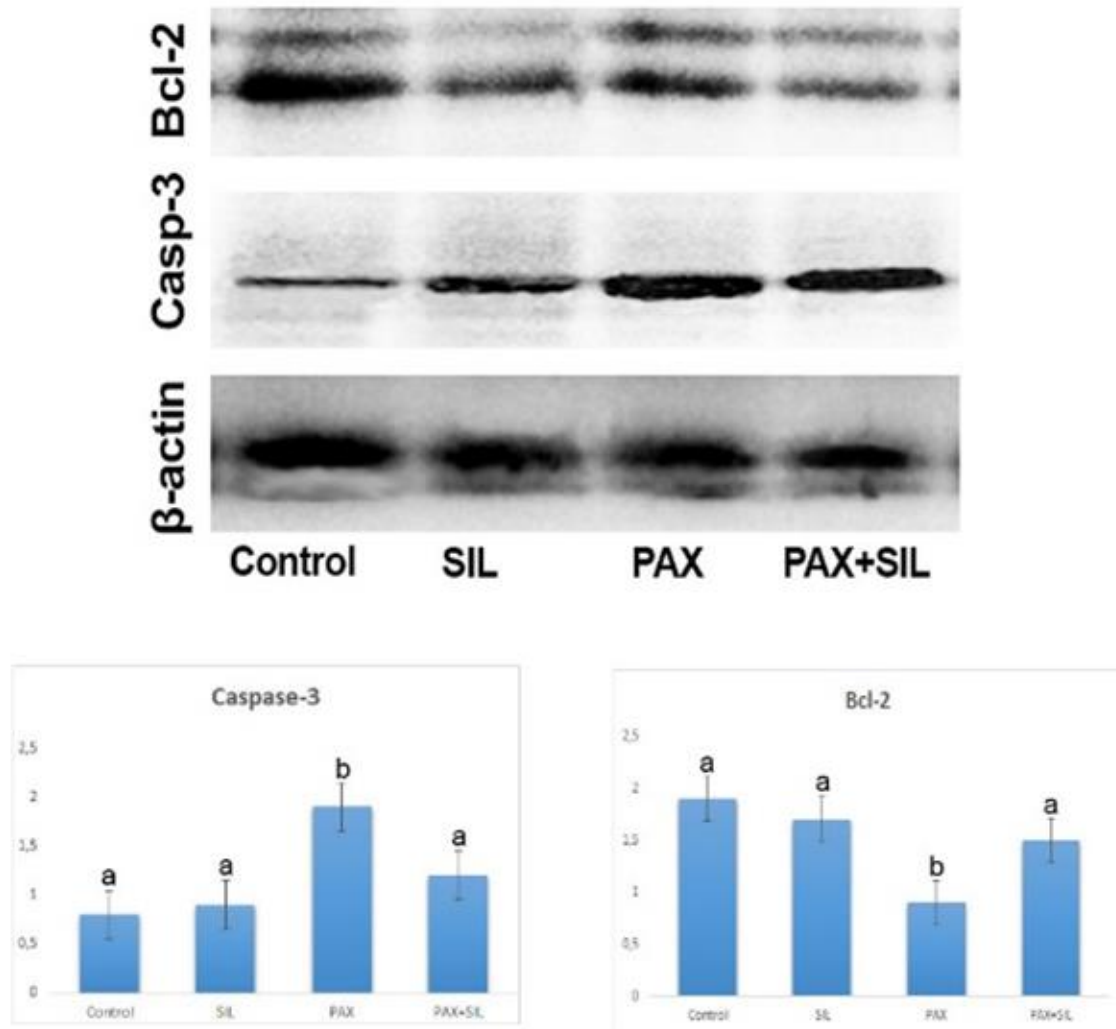 Bcl-2
Casp-3
β-actin
Control SIL PAX PAX+SIL
Caspase-3
2,5
2
1,5
1
0,5
0
a a b a
Control SIL PAX PAX+SIL
Bcl-2
2,5
2
1,5
1
0,5
0
a a b a
Control SIL PAX PAX+SIL